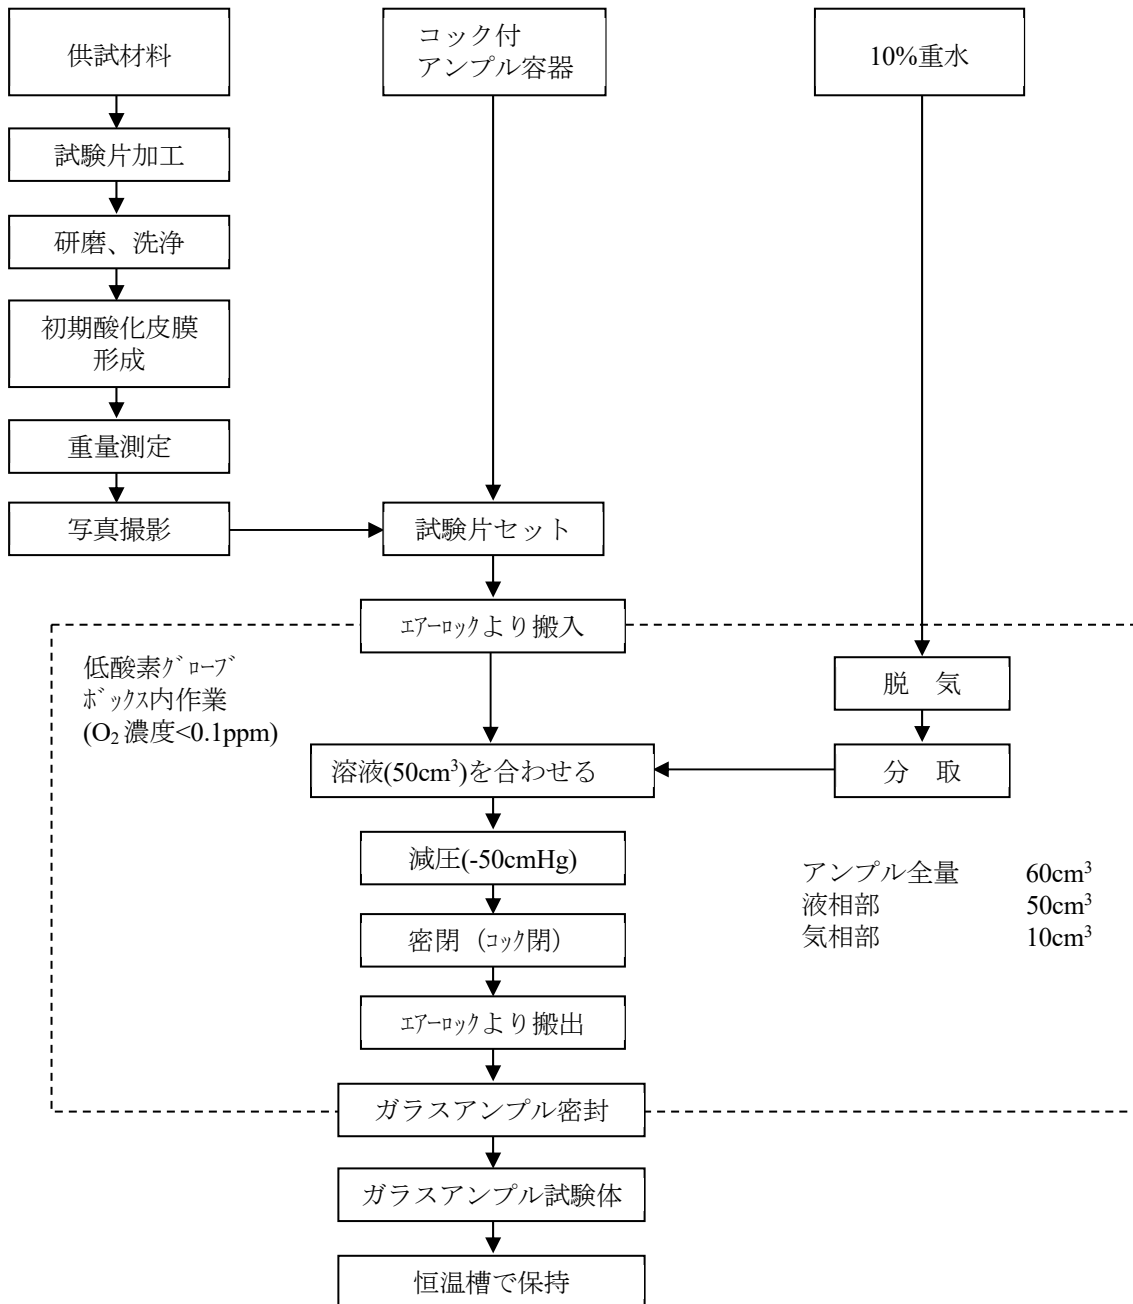 供試材料
コック付
アンプル容器
10%重水
試験片加工
研磨、洗浄
初期酸化皮膜
形成
重量測定
写真撮影
試験片セット
ｴｱｰﾛｯｸより搬入
低酸素ｸﾞﾛｰﾌﾞ
ﾎﾞックス内作業
(O₂濃度<0.1ppm)
脱　気
溶液(50cm³)を合わせる
分　取
減圧(-50cmHg)
アンプル全量 60cm³
液相部 50cm³
気相部 10cm³
密閉（ｺｯｸ閉）
ｴｱｰﾛｯｸより搬出
ガラスアンプル密封
ガラスアンプル試験体
恒温槽で保持